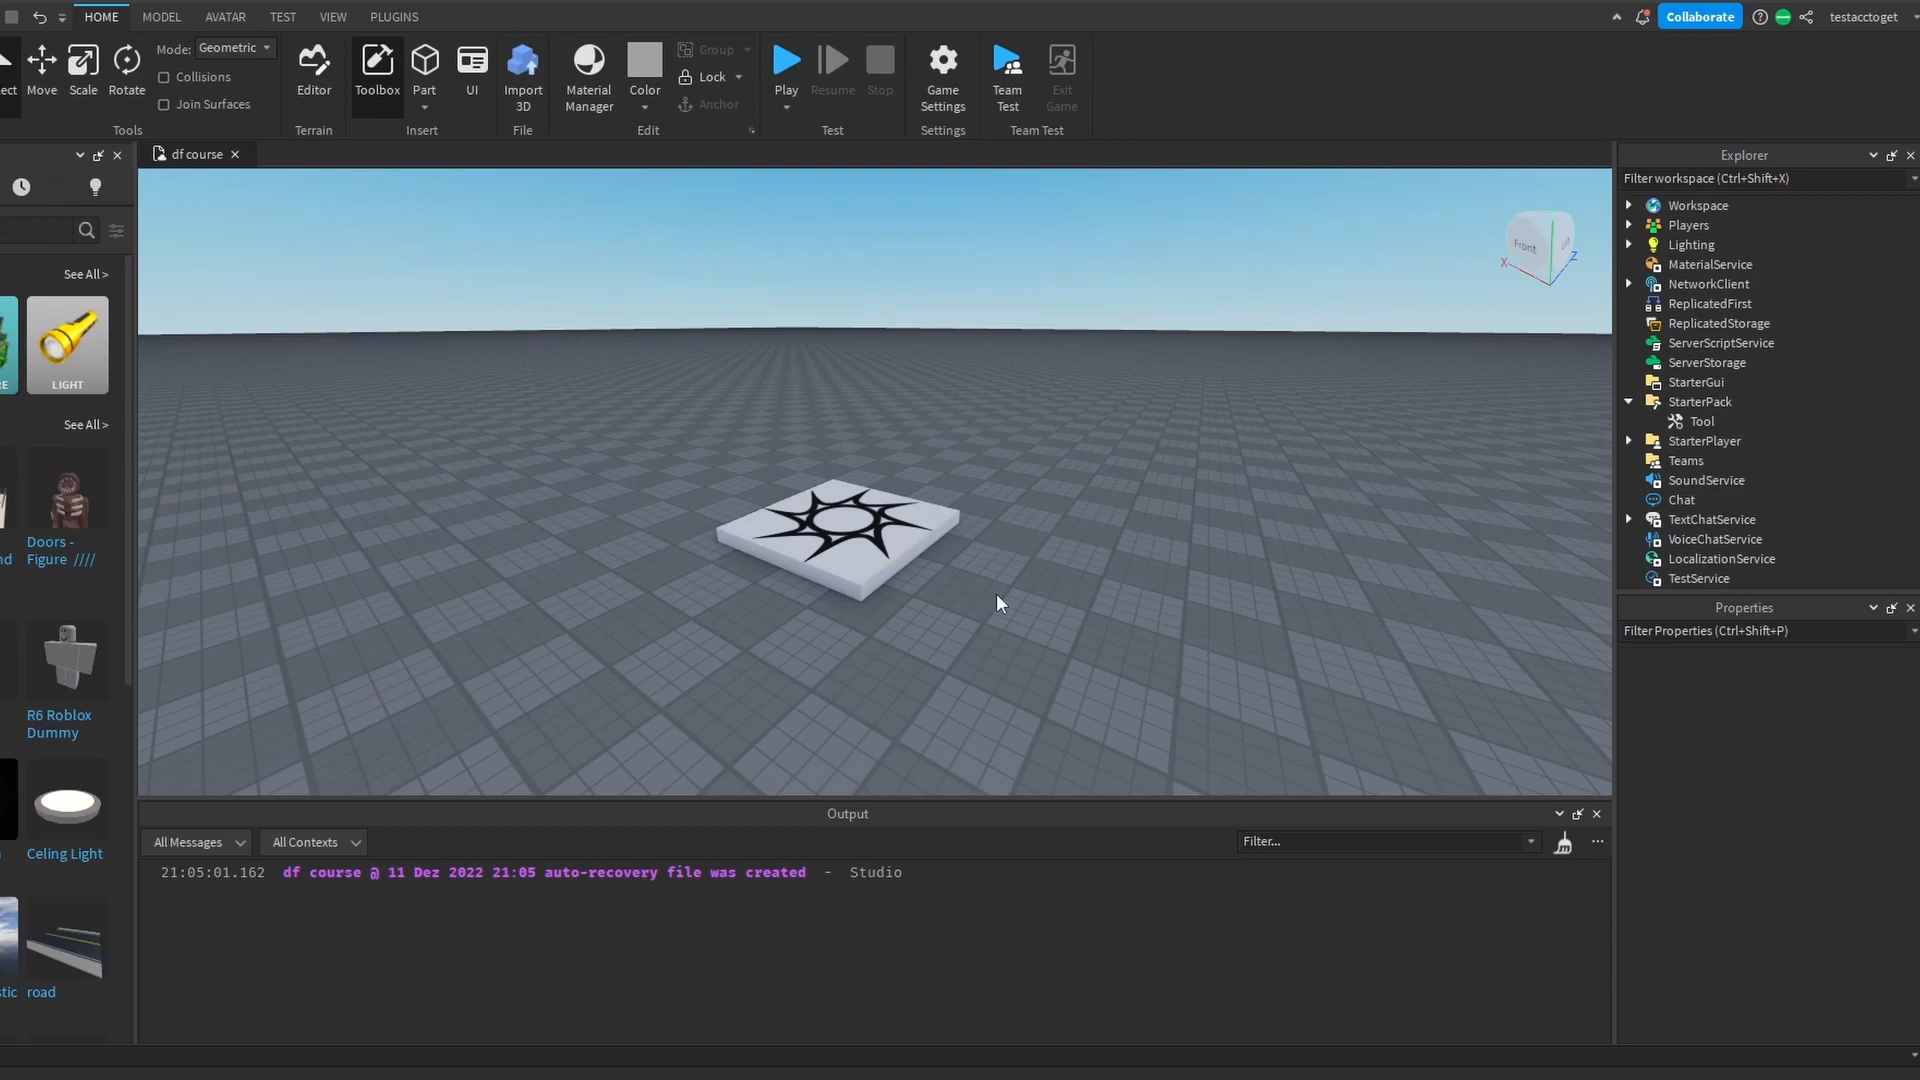 HOME
MODEL
AVATAR
TEST
VIEW
PLUGINS
Collaborate
testacctoget
ect
Move
Scale
Rotate
Mode:
Geometric
Collisions
Join Surfaces
Tools
Editor
Terrain
Toolbox
Part
UI
Insert
Import
3D
File
Material
Manager
Color
Group
Lock
Anchor
Edit
Play
Resume
Stop
Test
Game
Settings
Settings
Team
Test
Exit
Game
Team Test
df course
See All >
RE
LIGHT
See All >
nd
Doors -
Figure ////
R6 Roblox
Dummy
Celing Light
stic
road
Front
Left
X
Z
Explorer
Filter workspace (Ctrl+Shift+X)
Workspace
Players
Lighting
MaterialService
NetworkClient
ReplicatedFirst
ReplicatedStorage
ServerScriptService
ServerStorage
StarterGui
StarterPack
Tool
StarterPlayer
Teams
SoundService
Chat
TextChatService
VoiceChatService
LocalizationService
TestService
Properties
Filter Properties (Ctrl+Shift+P)
Output
All Messages
All Contexts
Filter...
21:05:01.162 df course @ 11 Dez 2022 21:05 auto-recovery file was created - Studio